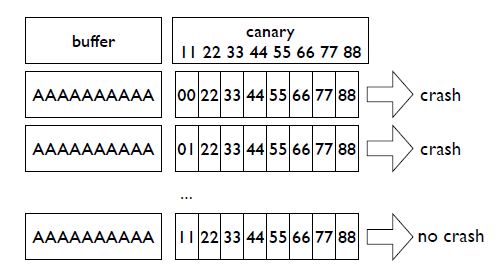 buffer
canary
11 22 33 44 55 66 77 88
AAAAAAAAAA 00 22 33 44 55 66 77 88 crash
AAAAAAAAAA 01 22 33 44 55 66 77 88 crash
...
AAAAAAAAAA 11 22 33 44 55 66 77 88 no crash